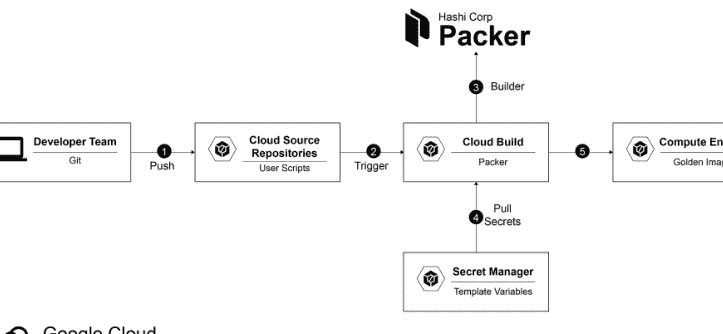 Hashi Corp
Packer
3 Builder
Developer Team
Git
1
Push
Cloud Source
Repositories
User Scripts
2
Trigger
Cloud Build
Packer
5
Compute En
Golden Imag
4 Pull
Secrets
Secret Manager
Template Variables
Google Cloud